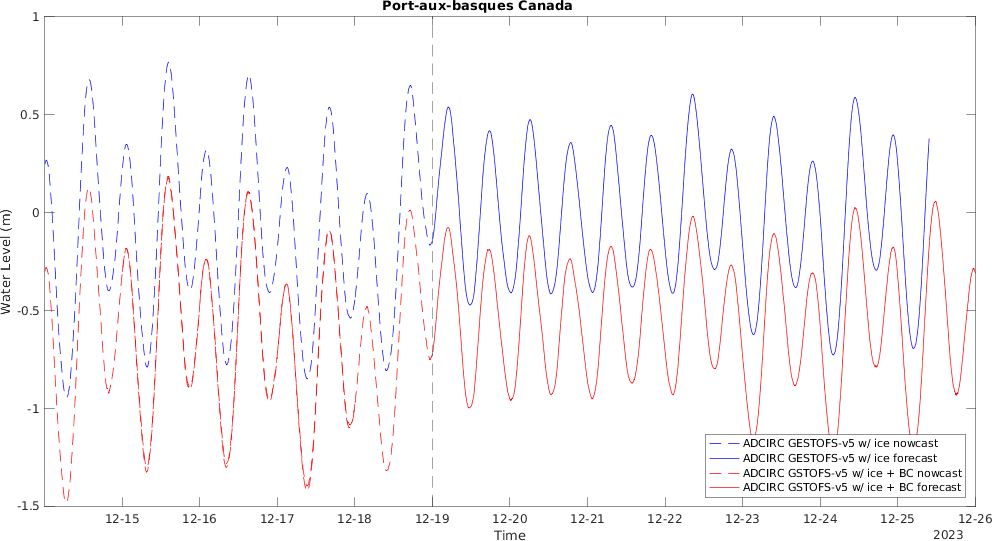 Port-aux-basques Canada
Water Level (m)
1
0.5
0
-0.5
-1
-1.5
ADCIRC GESTOFS-v5 w/ ice nowcast
ADCIRC GESTOFS-v5 w/ ice forecast
ADCIRC GSTOFS-v5 w/ ice + BC nowcast
ADCIRC GSTOFS-v5 w/ ice + BC forecast
12-15 12-16 12-17 12-18 12-19 12-20 12-21 12-22 12-23 12-24 12-25 12-26
Time
2023